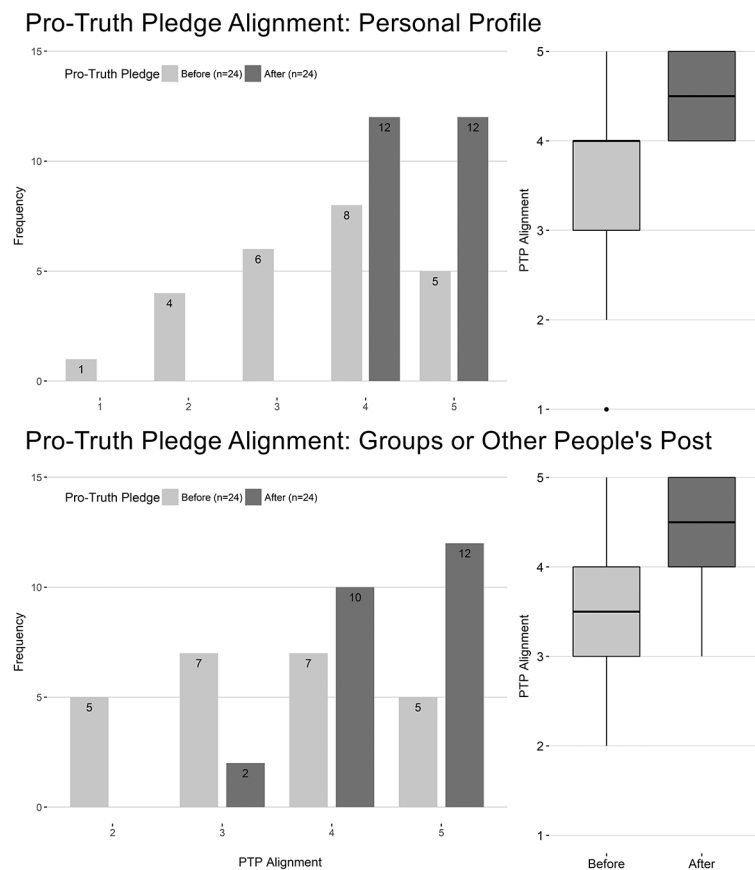 Pro-Truth Pledge Alignment: Personal Profile
15
Pro-Truth Pledge Before (n=24) After (n=24)
12
12
10
8
6
5
5
4
1
0
Frequency
1 2 3 4 5
5
4
3
2
1
PTP Alignment
Pro-Truth Pledge Alignment: Groups or Other People's Post
15
Pro-Truth Pledge Before (n=24) After (n=24)
12
10
10
7
7
5
5
5
2
0
Frequency
2 3 4 5
PTP Alignment
5
4
3
2
1
PTP Alignment
Before After